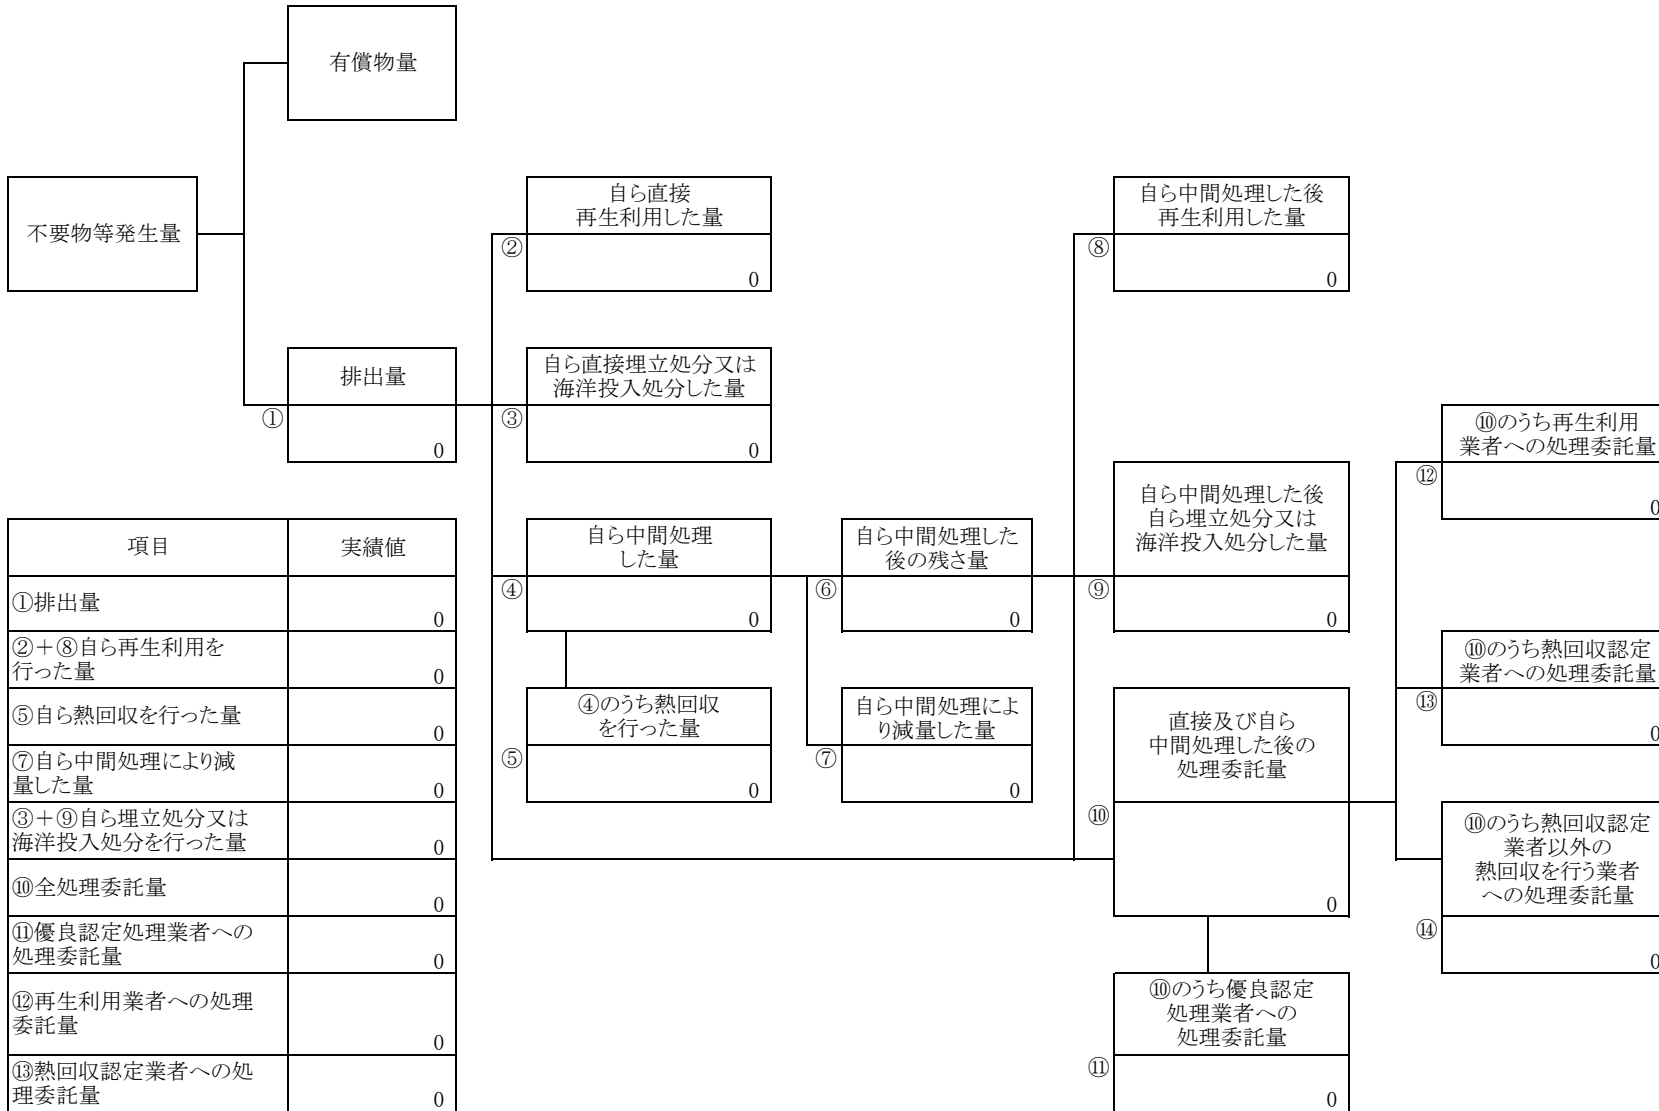 有償物量
不要物等発生量
自ら直接
再生利用した量
②
0
自ら中間処理した後
再生利用した量
⑧
0
排出量
①
0
自ら直接埋立処分又は
海洋投入処分した量
③
0
⑩のうち再生利用
業者への処理委託量
⑫
0
自ら中間処理した後
自ら埋立処分又は
海洋投入処分した量
⑨
0
自ら中間処理
した量
④
0
自ら中間処理した
後の残さ量
⑥
0
⑩のうち熱回収認定
業者への処理委託量
⑬
0
④のうち熱回収
を行った量
⑤
0
自ら中間処理によ
り減量した量
⑦
0
直接及び自ら
中間処理した後の
処理委託量
⑩
0
⑩のうち熱回収認定
業者以外の
熱回収を行う業者
への処理委託量
⑭
0
⑩のうち優良認定
処理業者への
処理委託量
⑪
0
項目 実績値
①排出量
0
②+⑧自ら再生利用を
行った量
0
⑤自ら熱回収を行った量
0
⑦自ら中間処理により減
量した量
0
③+⑨自ら埋立処分又は
海洋投入処分を行った量
0
⑩全処理委託量
0
⑪優良認定処理業者への
処理委託量
0
⑫再生利用業者への処理
委託量
0
⑬熱回収認定業者への処
理委託量
0